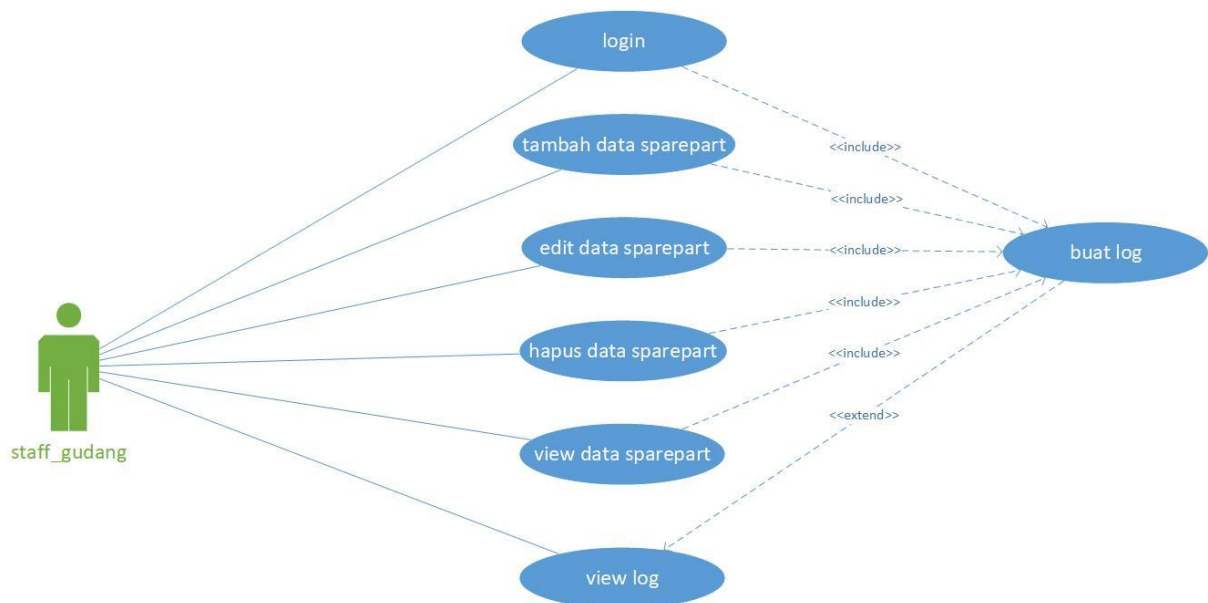 login
<<include>>
tambah data sparepart
<<include>>
edit data sparepart
<<include>>
buat log
<<include>>
hapus data sparepart
<<include>>
<<extend>>
staff_gudang
view data sparepart
view log